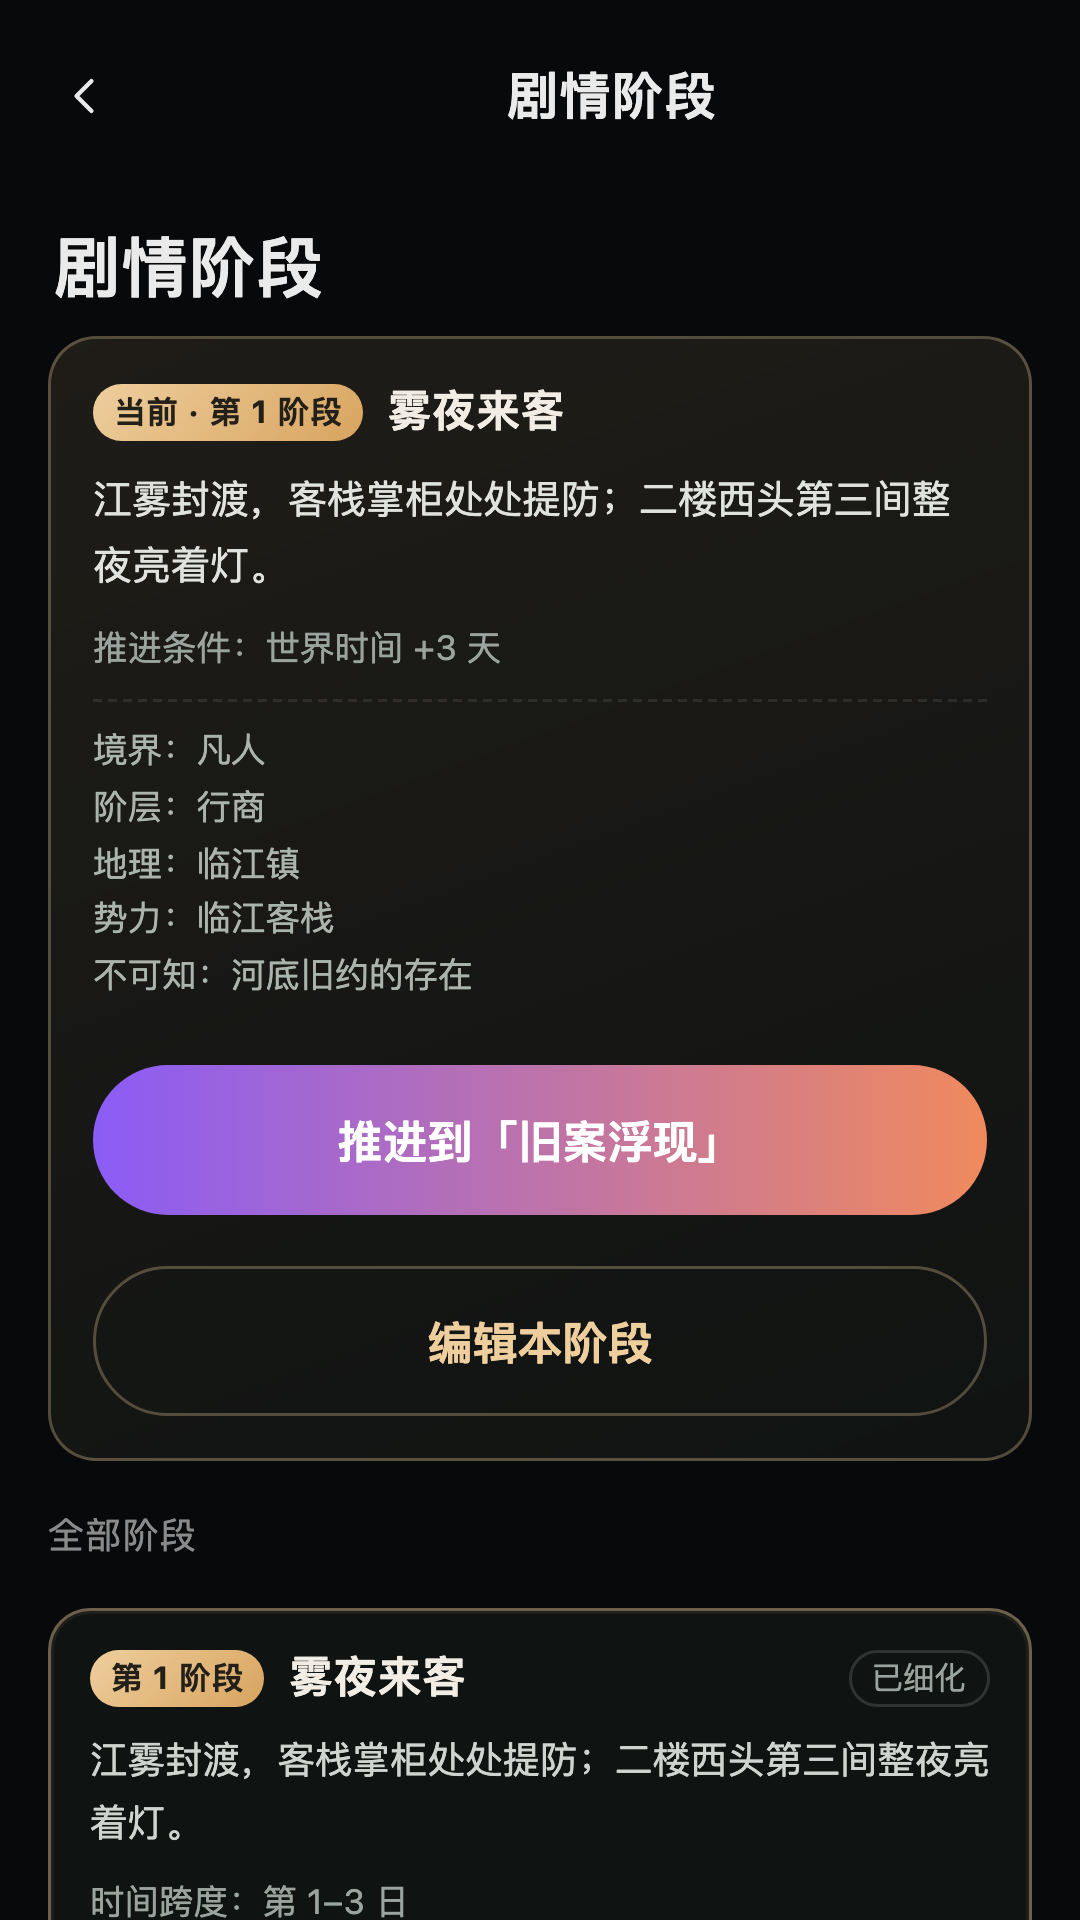 剧情阶段
剧情阶段
当前 · 第 1 阶段 雾夜来客
江雾封渡，客栈掌柜处处提防；二楼西头第三间整
夜亮着灯。
推进条件：世界时间 +3 天
境界：凡人
阶层：行商
地理：临江镇
势力：临江客栈
不可知：河底旧约的存在
推进到「旧案浮现」
编辑本阶段
全部阶段
第 1 阶段 雾夜来客 已细化
江雾封渡，客栈掌柜处处提防；二楼西头第三间整夜亮
着灯。
时间跨度：第 1–3 日